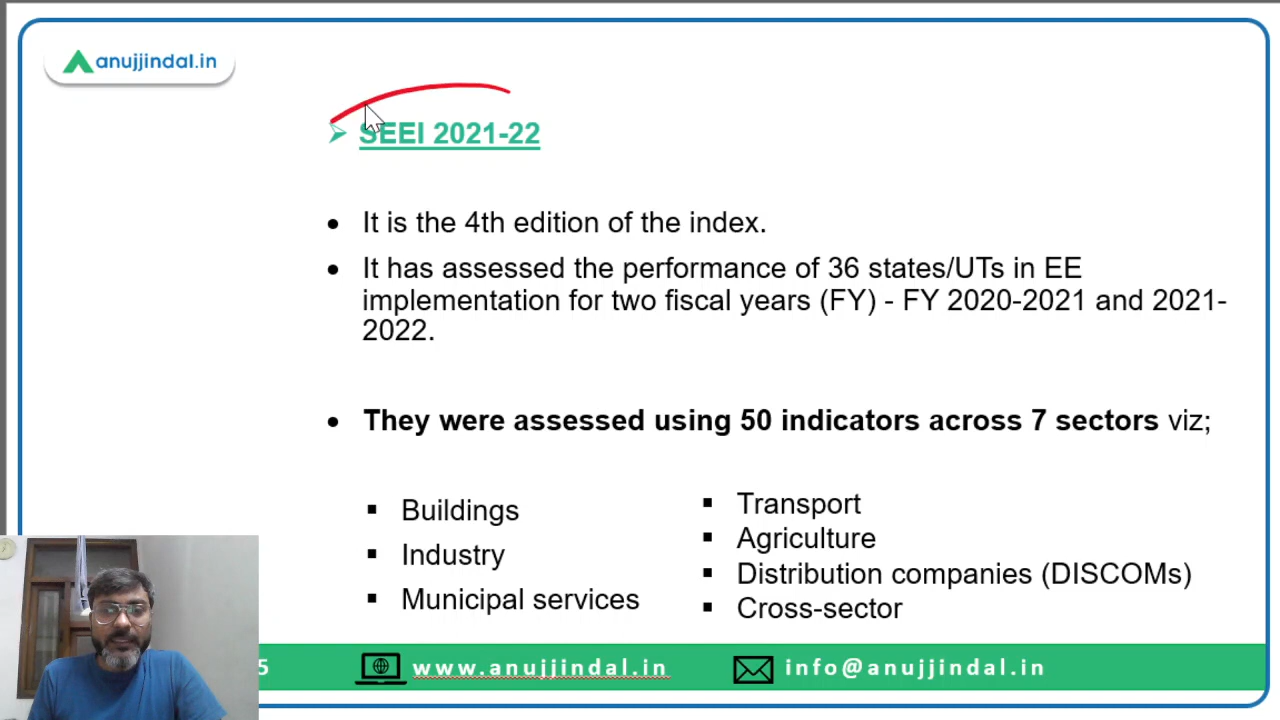 anujjindal.in
SEEI 2021-22
It is the 4th edition of the index.
It has assessed the performance of 36 states/UTs in EE
implementation for two fiscal years (FY) - FY 2020-2021 and 2021-
2022.
They were assessed using 50 indicators across 7 sectors viz;
Buildings
Industry
Municipal services
Transport
Agriculture
Distribution companies (DISCOMs)
Cross-sector
5
www.anujjindal.in
info@anujjindal.in